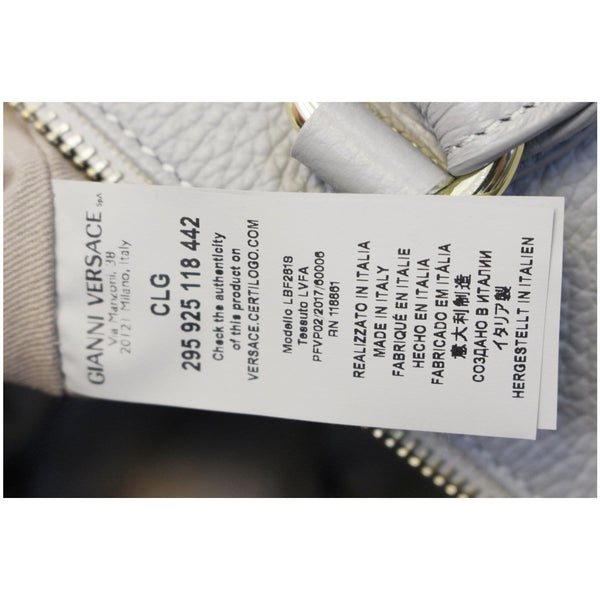 GIANNI VERSACE SpA
Via Manzoni, 38
20121 Milano, Italy
CLG
295 925 118 442
Check the authenticity
of this product on
VERSACE.CERTILOGO.COM
Modello LBF281S
Tessuto LVFA
PFVP02/2017/60006
RN 118661
REALIZZATO IN ITALIA
MADE IN ITALY
FABRIQUÉ EN ITALIE
HECHO EN ITALIA
FABRICADO EM ITÁLIA
意大利制造
СОЗДАНО В ИТАЛИИ
イタリア製
HERGESTELLT IN ITALIEN